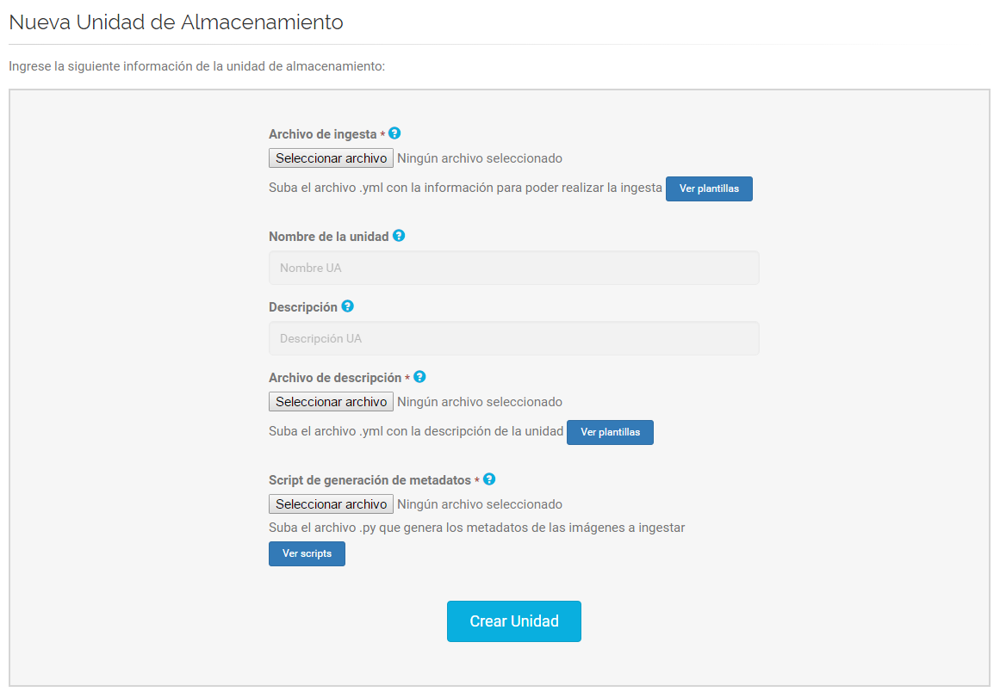 Nueva Unidad de Almacenamiento
Ingrese la siguiente información de la unidad de almacenamiento:
Archivo de ingesta * ?
Seleccionar archivo Ningún archivo seleccionado
Suba el archivo .yml con la información para poder realizar la ingesta Ver plantillas
Nombre de la unidad ?
Nombre UA
Descripción ?
Descripción UA
Archivo de descripción * ?
Seleccionar archivo Ningún archivo seleccionado
Suba el archivo .yml con la descripción de la unidad Ver plantillas
Script de generación de metadatos * ?
Seleccionar archivo Ningún archivo seleccionado
Suba el archivo .py que genera los metadatos de las imágenes a ingestar
Ver scripts
Crear Unidad